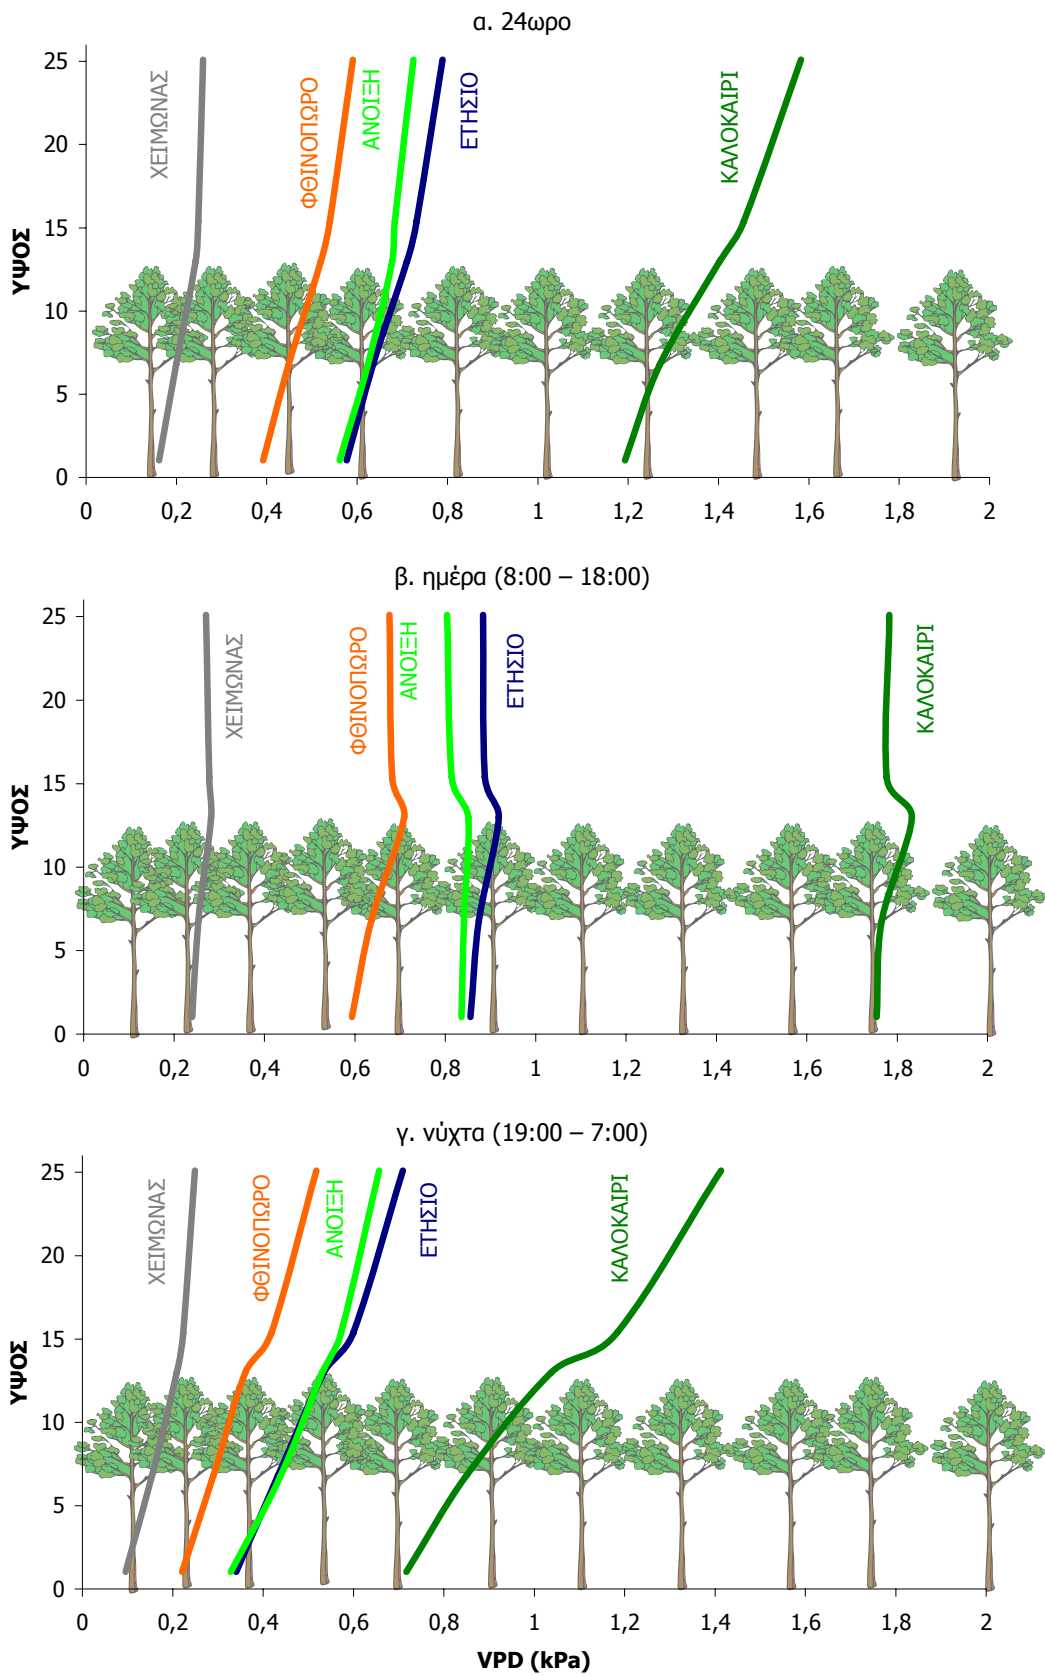 α. 24ωρο
25
20
15
10
5
0
ΥΨΟΣ
ΧΕΙΜΩΝΑΣ
ΦΘΙΝΟΠΩΡΟ
ΑΝΟΙΞΗ
ΕΤΗΣΙΟ
ΚΑΛΟΚΑΙΡΙ
0 0,2 0,4 0,6 0,8 1 1,2 1,4 1,6 1,8 2
β. ημέρα (8:00 – 18:00)
25
20
15
10
5
0
ΥΨΟΣ
ΧΕΙΜΩΝΑΣ
ΦΘΙΝΟΠΩΡΟ
ΑΝΟΙΞΗ
ΕΤΗΣΙΟ
ΚΑΛΟΚΑΙΡΙ
0 0,2 0,4 0,6 0,8 1 1,2 1,4 1,6 1,8 2
γ. νύχτα (19:00 – 7:00)
25
20
15
10
5
0
ΥΨΟΣ
ΧΕΙΜΩΝΑΣ
ΦΘΙΝΟΠΩΡΟ
ΑΝΟΙΞΗ
ΕΤΗΣΙΟ
ΚΑΛΟΚΑΙΡΙ
0 0,2 0,4 0,6 0,8 1 1,2 1,4 1,6 1,8 2
VPD (kPa)